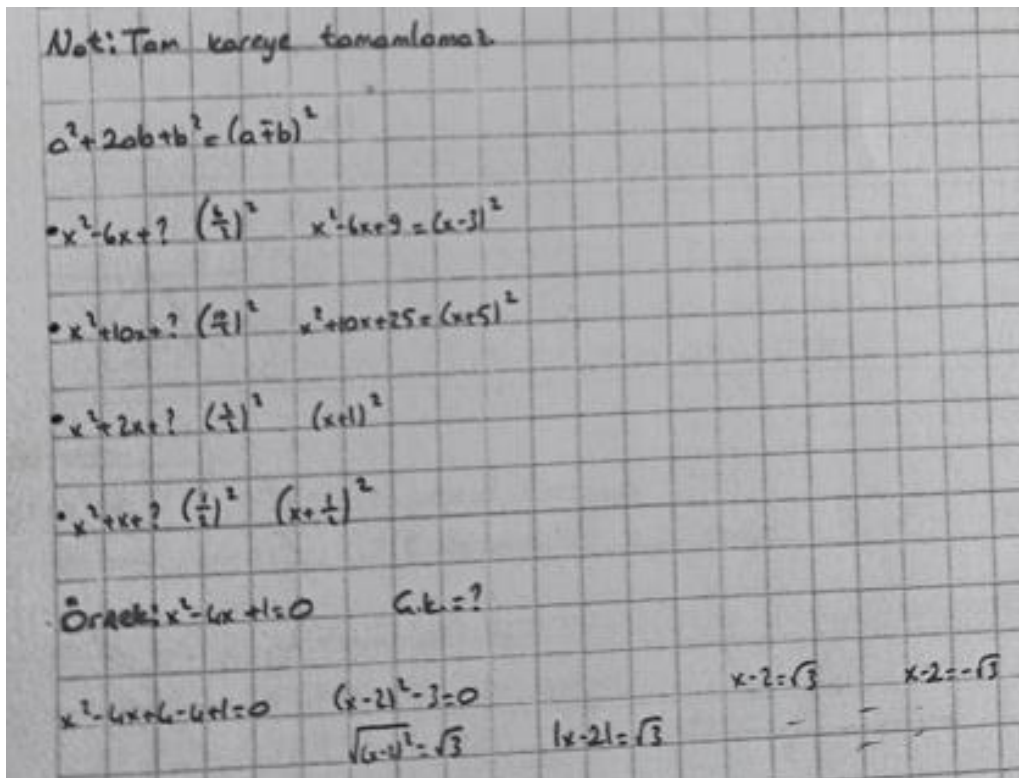 Not: Tam kareye tamamlama
a²+2ab+b²=(a∓b)²
•x²-6x+? (6/2)² x²-6x+9=(x-3)²
•x²+10x+? (10/2)² x²+10x+25=(x+5)²
•x²+2x+? (2/2)² (x+1)²
•x²+x+? (1/2)² (x+1/2)²
Örnek: x²-4x+1=0 Ç.k.=?
x²-4x+4-4+1=0 (x-2)²-3=0 x-2=√3 x-2=-√3
√(x-2)²=√3 |x-2|=√3